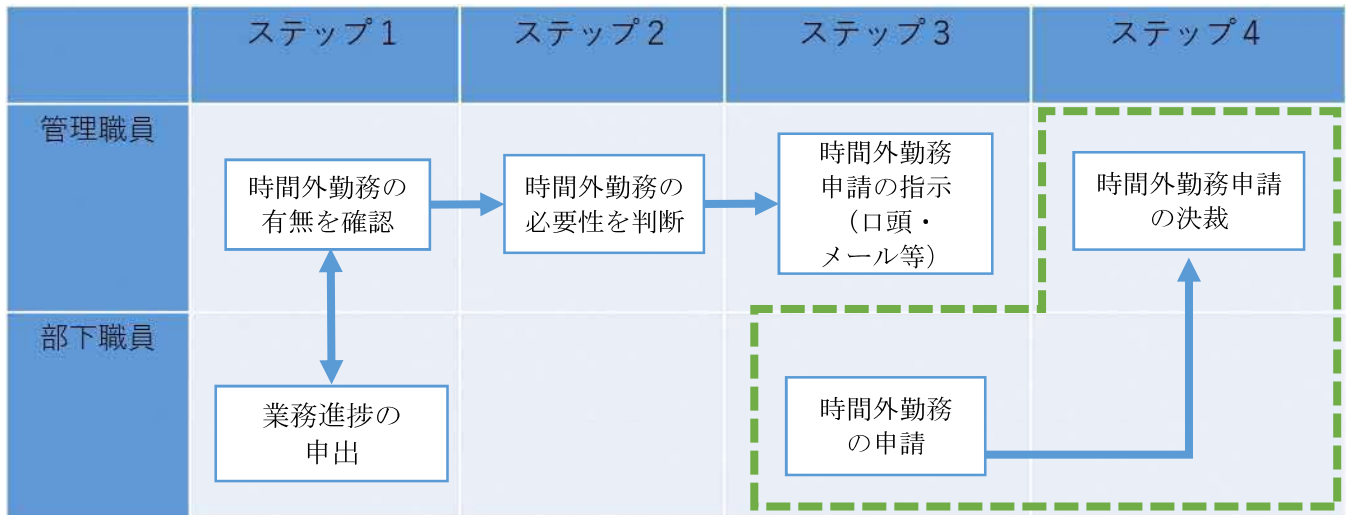 ステップ1
ステップ2
ステップ3
ステップ4
管理職員
時間外勤務の
有無を確認
時間外勤務の
必要性を判断
時間外勤務
申請の指示
(口頭・
メール等)
時間外勤務申請
の決裁
部下職員
業務進捗の
申出
時間外勤務
の申請